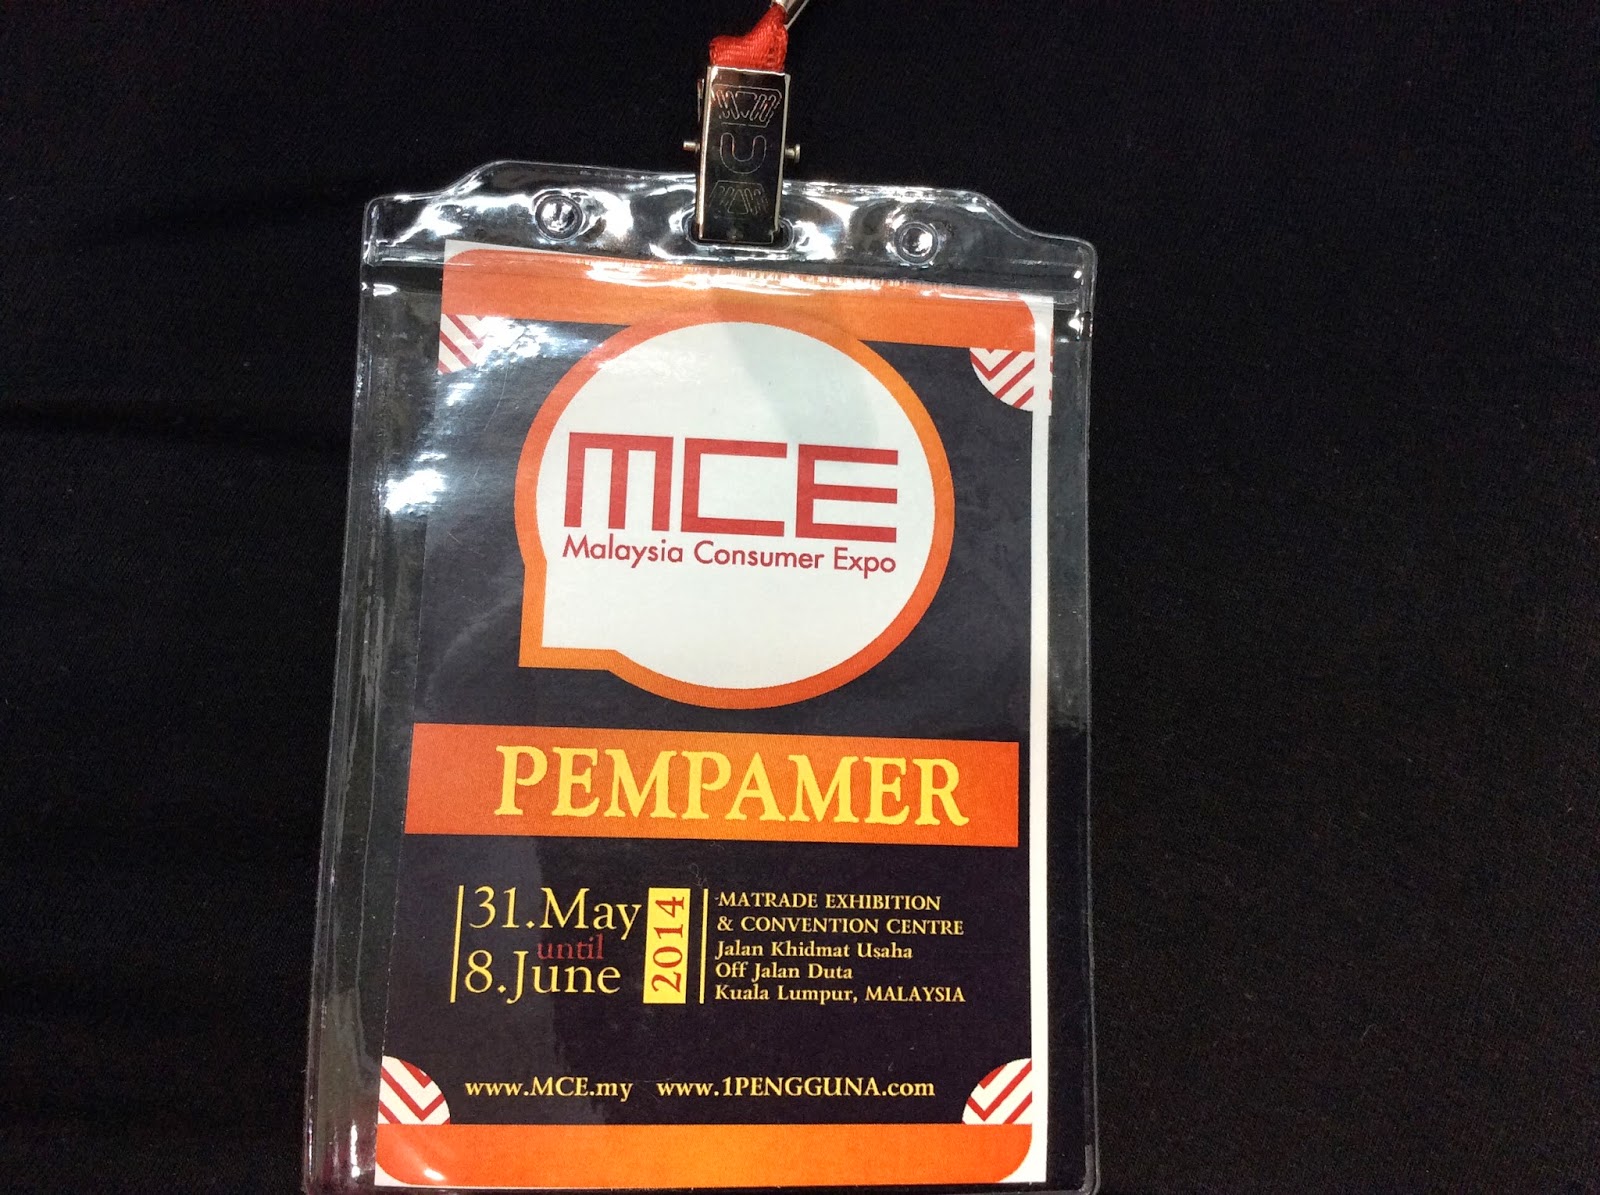 MCE
Malaysia Consumer Expo
PEMPAMER
31.May
until
8.June
2014
MATRADE EXHIBITION
& CONVENTION CENTRE
Jalan Khidmat Usaha
Off Jalan Duta
Kuala Lumpur, MALAYSIA
www.MCE.my www.1PENGGUNA.com